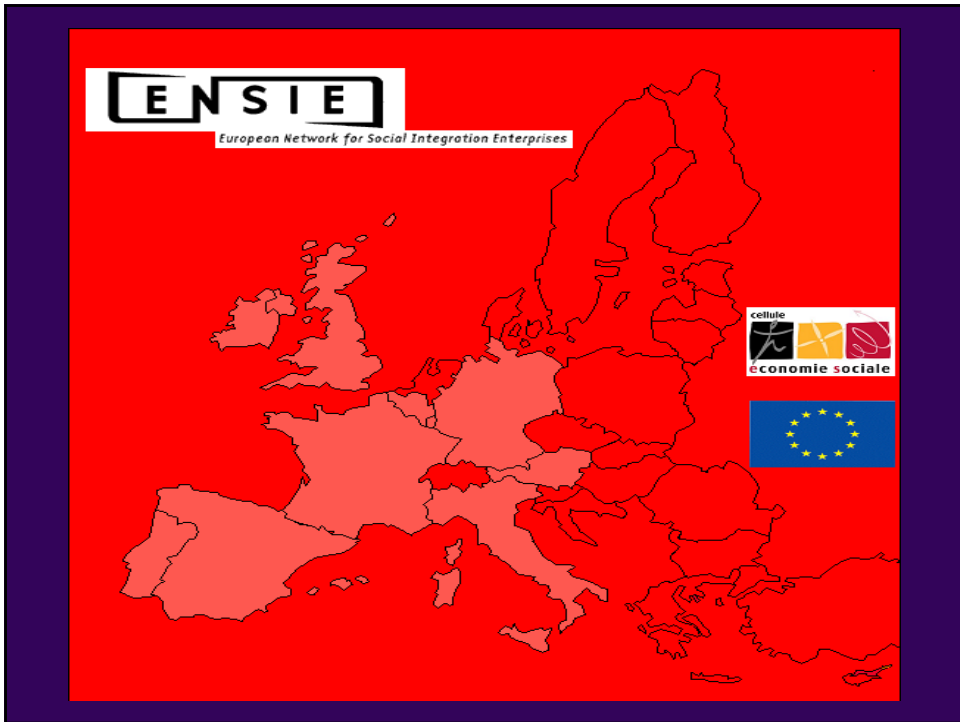 ENSIE
European Network for Social Integration Enterprises
cellule
économie sociale